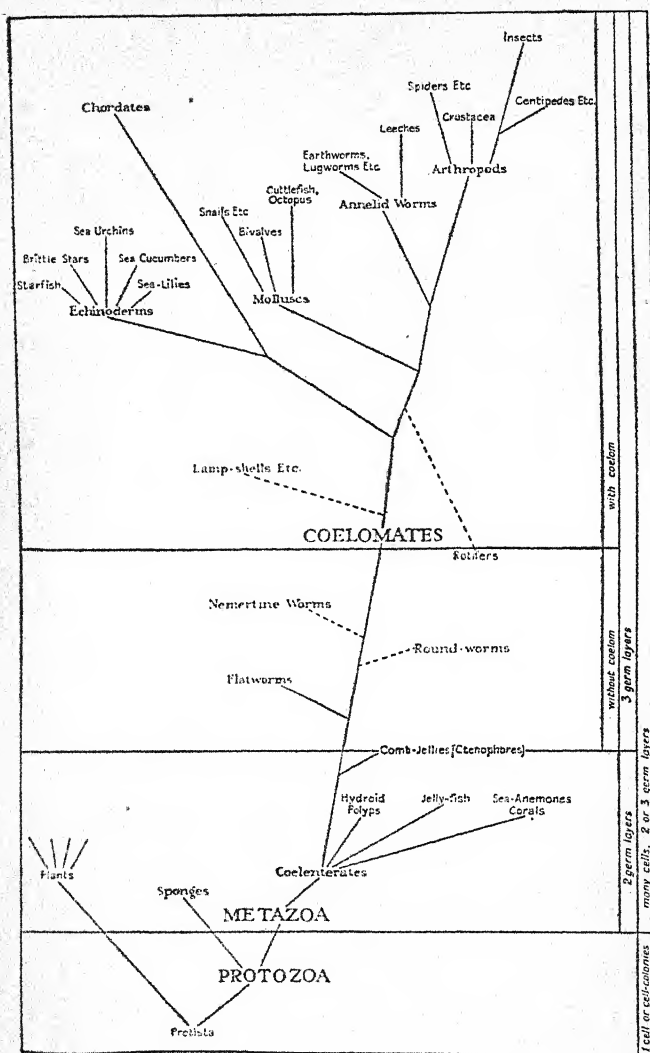 Insects
Spiders Etc
Centipedes Etc.
Chordates
Crustacea
Leeches
Earthworms,
Lugworms Etc.
Arthropods
Cuttlefish,
Octopus
Annelid Worms
Snails Etc
Sea Urchins
Bivalves
Brittle Stars
Sea Cucumbers
Starfish
Sea-Lilies
Molluscs
Echinoderms
Lamp-shells Etc.
with coelom
COELOMATES
Rotifers
Nemertine Worms
Round-worms
Flatworms
without coelom
3 germ layers
Comb-Jellies [Ctenophores]
Hydroid
Polyps
Jelly-fish
Sea-Anemones
Corals
Plants
Coelenterates
Sponges
METAZOA
2 germ layers
many cells, 2 or 3 germ layers
PROTOZOA
Protista
1 cell or cell-colonies